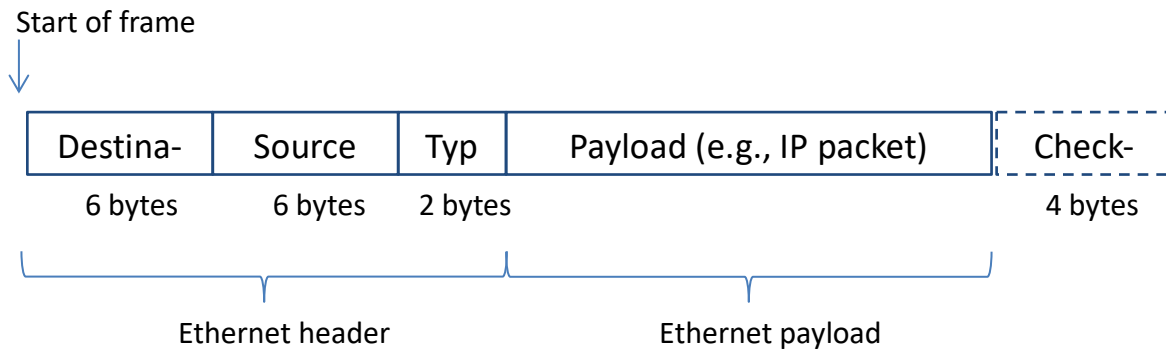 Start of frame
Destina- Source Typ Payload (e.g., IP packet) Check-
6 bytes 6 bytes 2 bytes 4 bytes
Ethernet header Ethernet payload